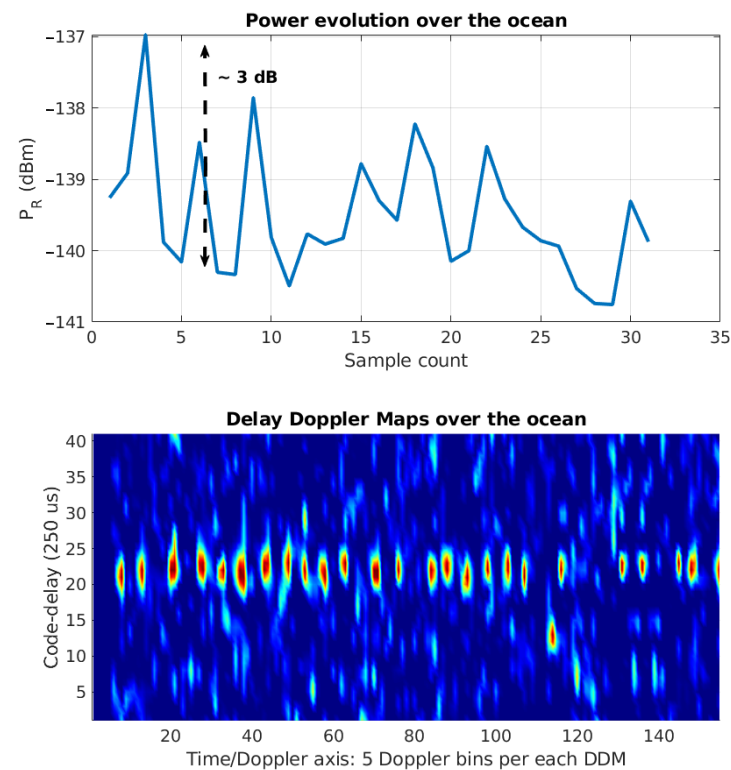 Power evolution over the ocean
−137
~ 3 dB
−138
−139
−140
−141
P_R (dBm)
0 5 10 15 20 25 30 35
Sample count
Delay Doppler Maps over the ocean
40
35
30
25
20
15
10
5
Code-delay (250 us)
20 40 60 80 100 120 140
Time/Doppler axis: 5 Doppler bins per each DDM